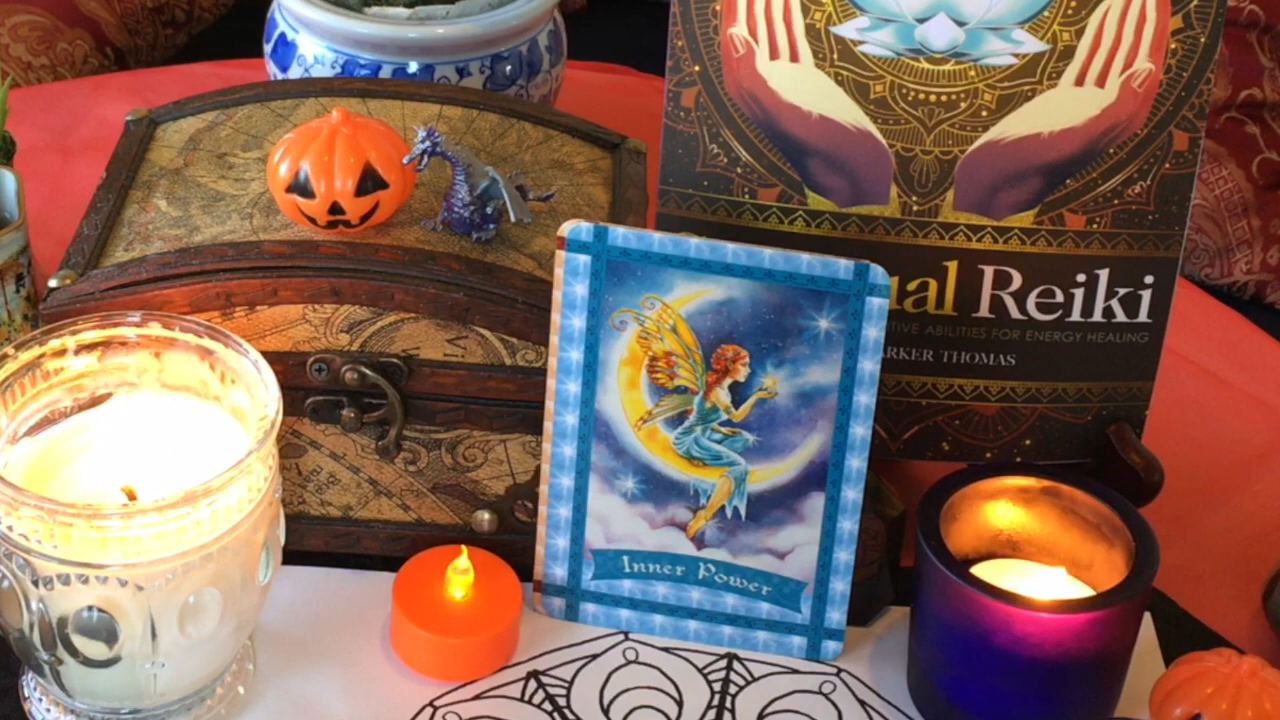 ual Reiki
TIVE ABILITIES FOR ENERGY HEALING
ARKER THOMAS
Inner Power